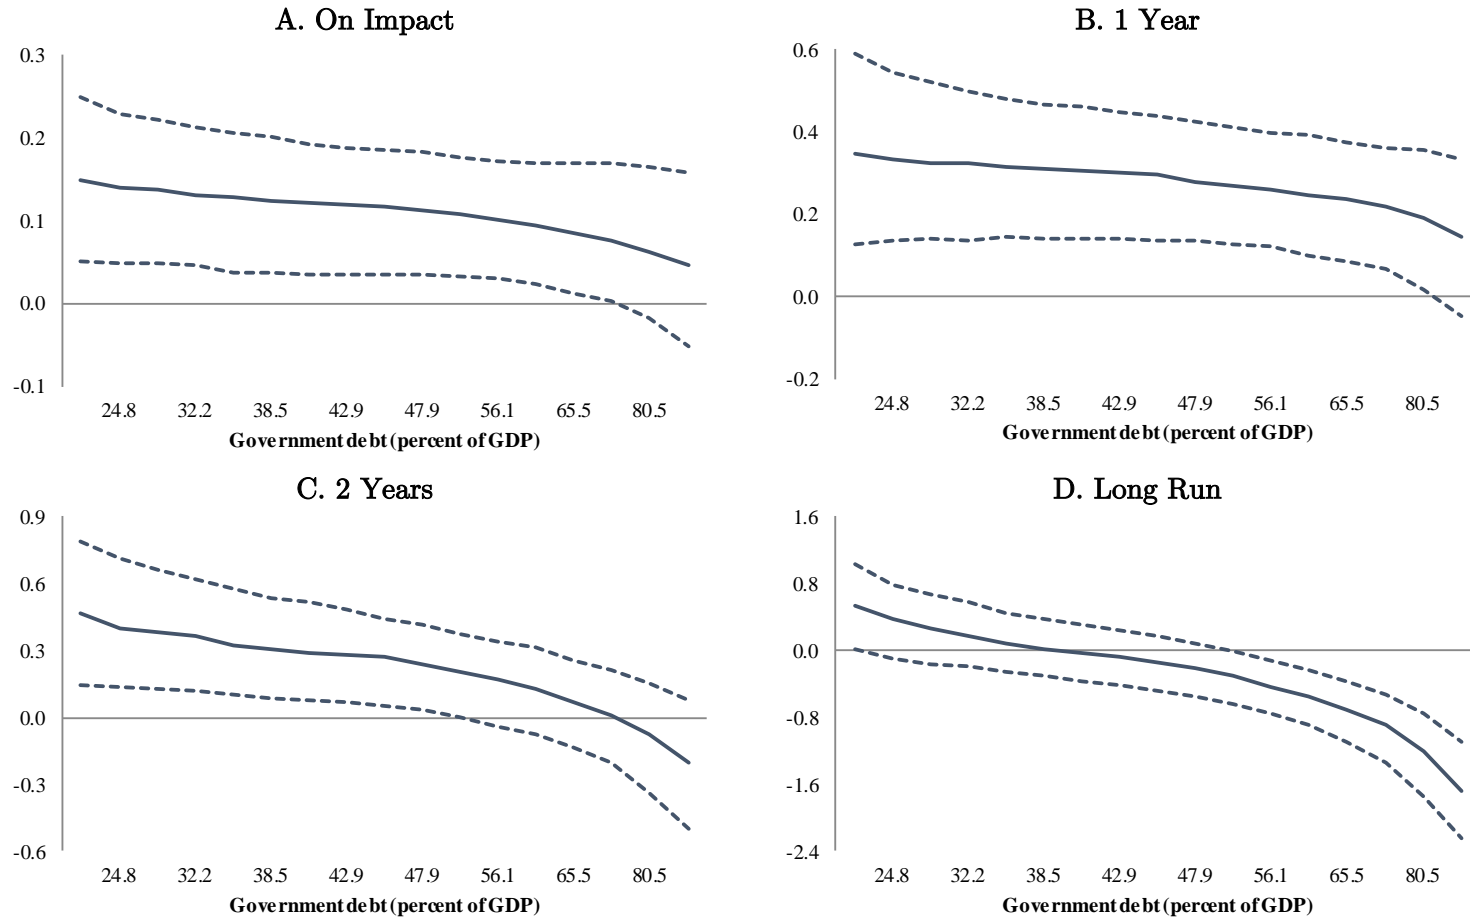 A. On Impact
0.3
0.2
0.1
0.0
-0.1
24.8 32.2 38.5 42.9 47.9 56.1 65.5 80.5
Government debt (percent of GDP)
B. 1 Year
0.6
0.4
0.2
0.0
-0.2
24.8 32.2 38.5 42.9 47.9 56.1 65.5 80.5
Government debt (percent of GDP)
C. 2 Years
0.9
0.6
0.3
0.0
-0.3
-0.6
24.8 32.2 38.5 42.9 47.9 56.1 65.5 80.5
Government debt (percent of GDP)
D. Long Run
1.6
0.8
0.0
-0.8
-1.6
-2.4
24.8 32.2 38.5 42.9 47.9 56.1 65.5 80.5
Government debt (percent of GDP)